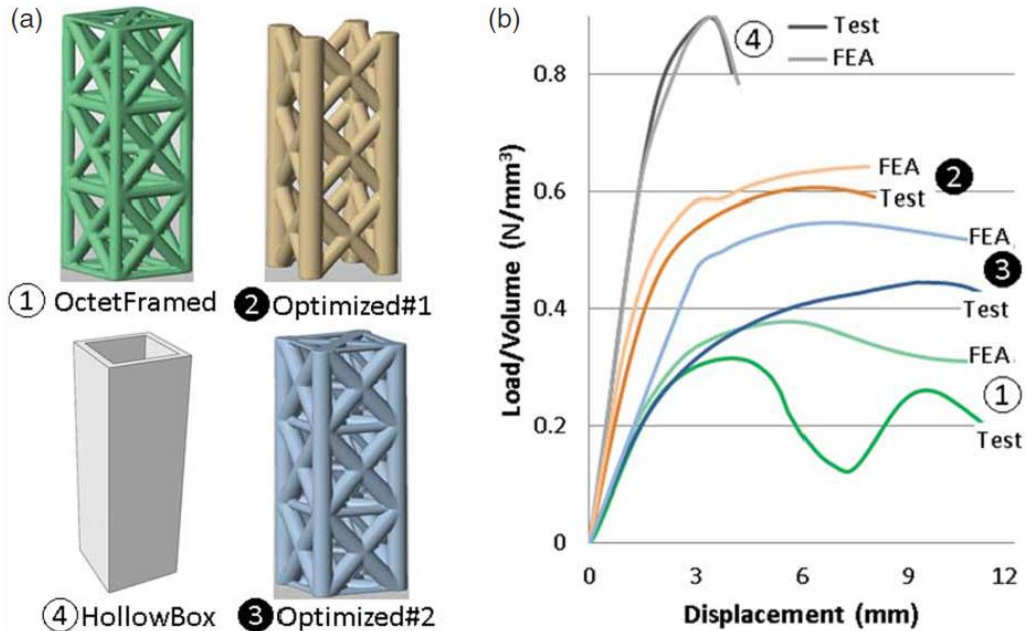 (a)
① OctetFramed
❷ Optimized#1
④ HollowBox
❸ Optimized#2
(b)
④
Test
FEA
Load/Volume (N/mm³)
0.8
0.6
0.4
0.2
0
FEA
❷
Test
FEA
❸
Test
FEA
①
Test
0 3 6 9 12
Displacement (mm)